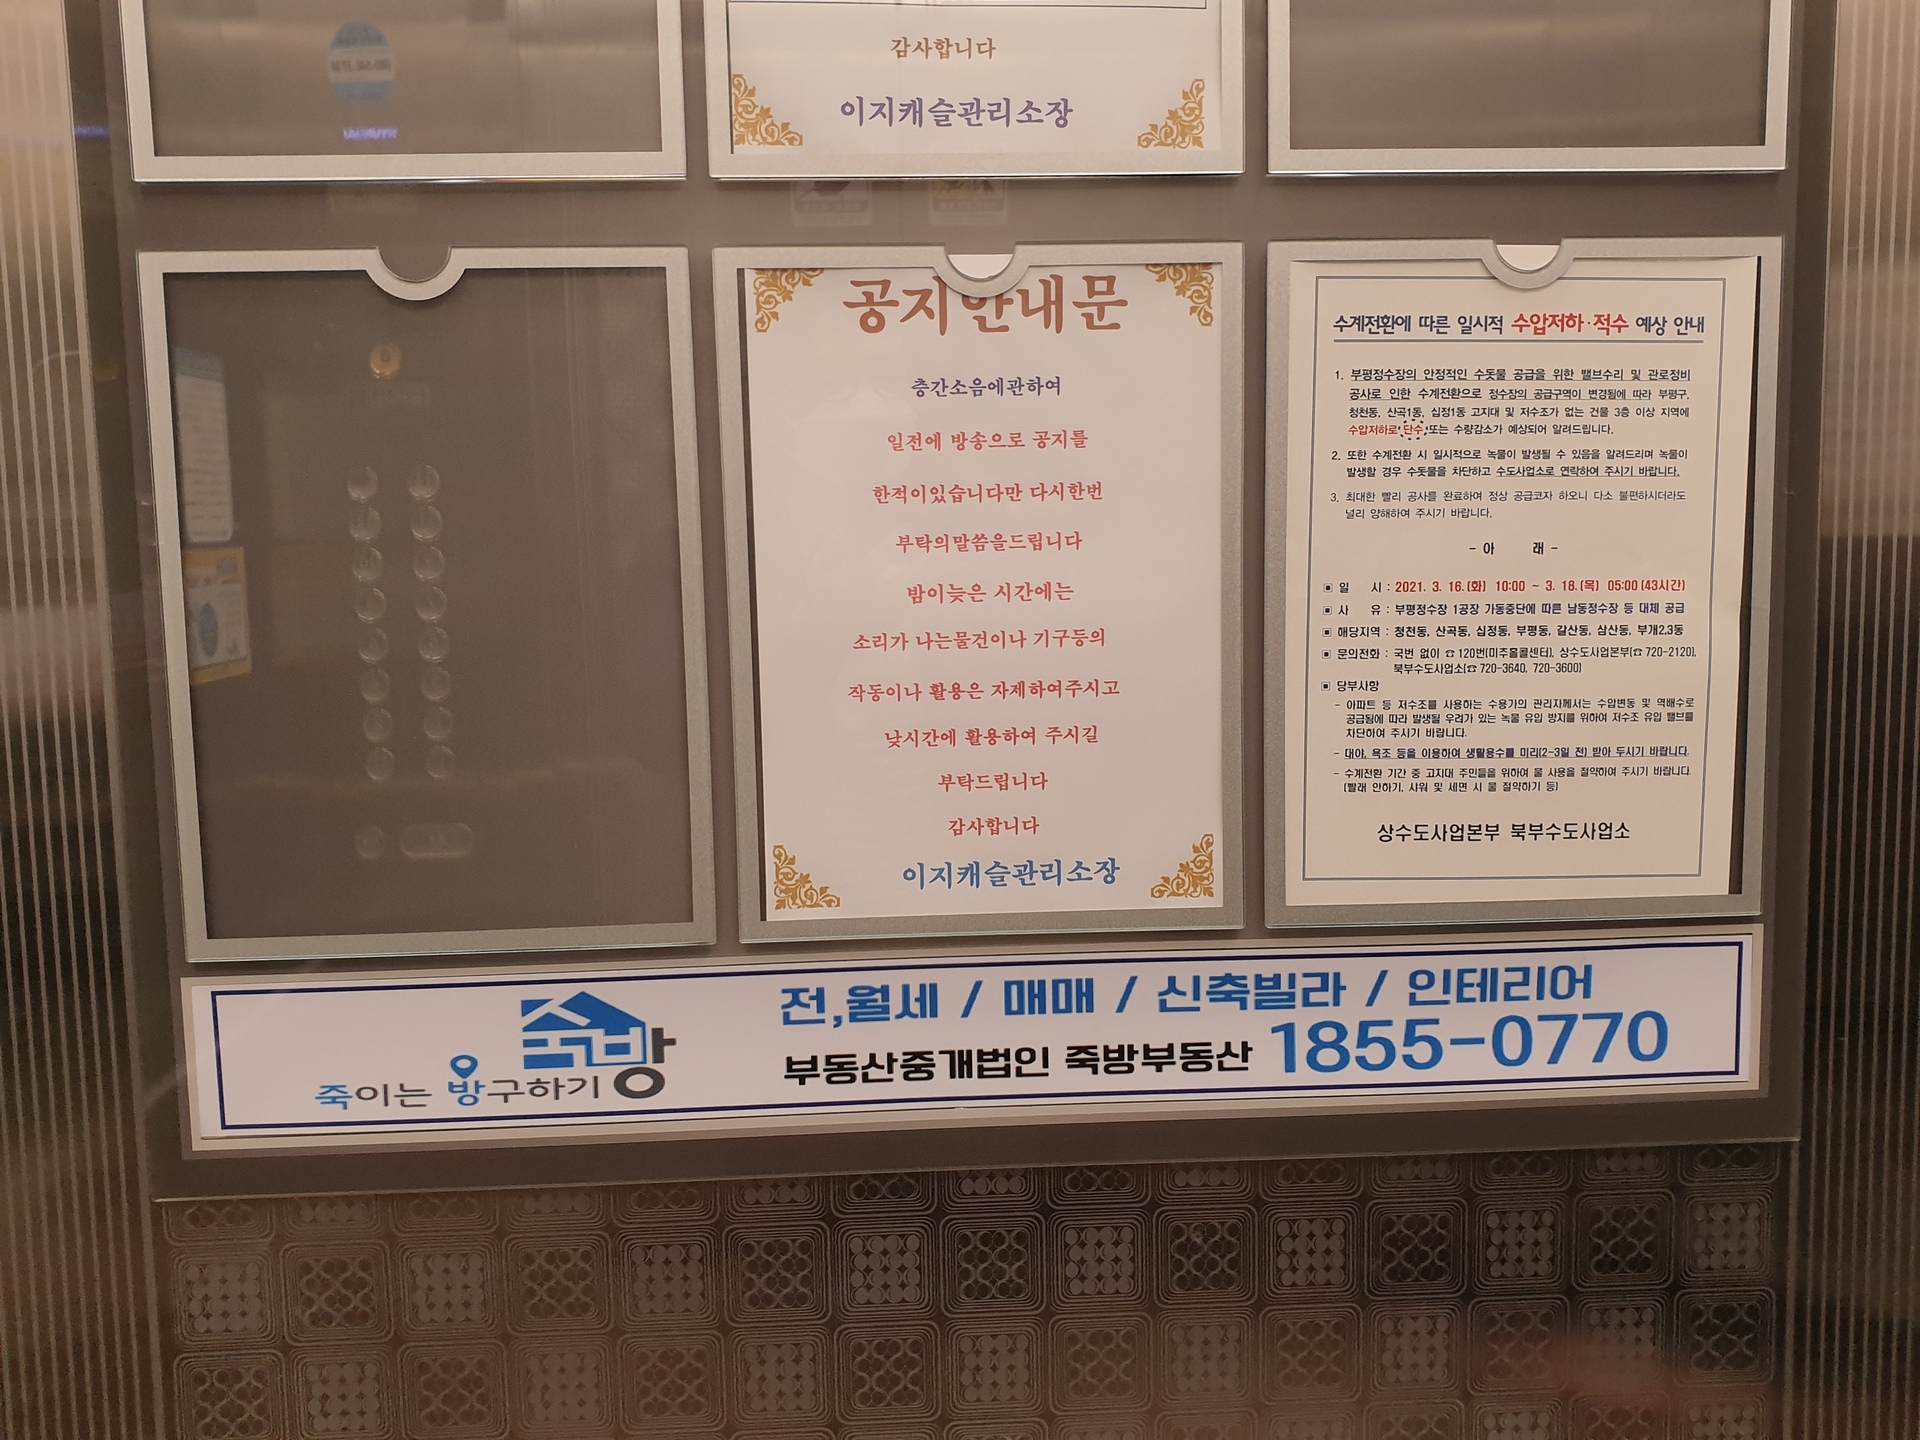 감사합니다
이지캐슬관리소장
공지안내문
층간소음에관하여
일전에 방송으로 공지를
한적이있습니다만 다시한번
부탁의말씀을드립니다
밤이늦은 시간에는
소리가 나는물건이나 기구등의
작동이나 활용은 자제하여주시고
낮시간에 활용하여 주시길
부탁드립니다
감사합니다
이지캐슬관리소장
수계전환에 따른 일시적 수압저하·적수 예상 안내
1. 부평정수장의 안정적인 수돗물 공급을 위한 밸브수리 및 관로정비
공사로 인한 수계전환으로 정수장의 공급구역이 변경됨에 따라 부평구,
청천동, 산곡1동, 십정1동 고지대 및 저수조가 없는 건물 3층 이상 지역에
수압저하로 단수 또는 수량감소가 예상되어 알려드립니다.
2. 또한 수계전환 시 일시적으로 녹물이 발생될 수 있음을 알려드리며 녹물이
발생할 경우 수돗물을 차단하고 수도사업소로 연락하여 주시기 바랍니다.
3. 최대한 빨리 공사를 완료하여 정상 공급코자 하오니 다소 불편하시더라도
널리 양해하여 주시기 바랍니다.
- 아 래 -
▣ 일 시 : 2021. 3. 16.(화) 10:00 ~ 3. 18.(목) 05:00 (43시간)
▣ 사 유 : 부평정수장 1공장 가동중단에 따른 남동정수장 등 대체 공급
▣ 해당지역 : 청천동, 산곡동, 십정동, 부평동, 갈산동, 삼산동, 부개2,3동
▣ 문의전화 : 국번 없이 ☎120번(미추홀콜센터), 상수도사업본부(☎720-2120),
북부수도사업소(☎720-3640, 720-3600)
▣ 당부사항
- 아파트 등 저수조를 사용하는 수용가의 관리자께서는 수압변동 및 역배수로
공급됨에 따라 발생될 우려가 있는 녹물 유입 방지를 위하여 저수조 유입 밸브를
차단하여 주시기 바랍니다.
- 대야, 욕조 등을 이용하여 생활용수를 미리(2~3일 전) 받아 두시기 바랍니다.
- 수계전환 기간 중 고지대 주민들을 위하여 물 사용을 절약하여 주시기 바랍니다.
(빨래 안하기, 샤워 및 세면 시 물 절약하기 등)
상수도사업본부 북부수도사업소
죽방
죽이는 방구하기
전,월세 / 매매 / 신축빌라 / 인테리어
부동산중개법인 죽방부동산 1855-0770